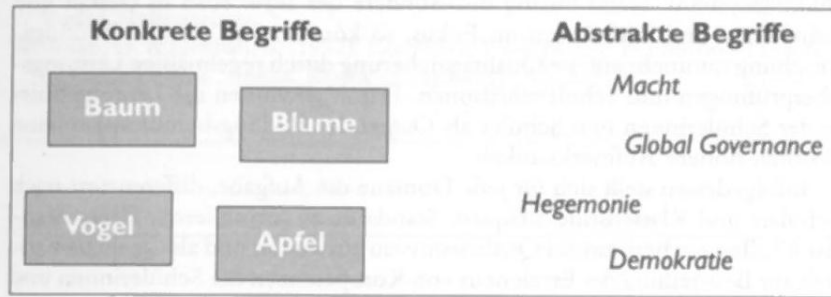 Konkrete Begriffe
Baum
Blume
Vogel
Apfel
Abstrakte Begriffe
Macht
Global Governance
Hegemonie
Demokratie